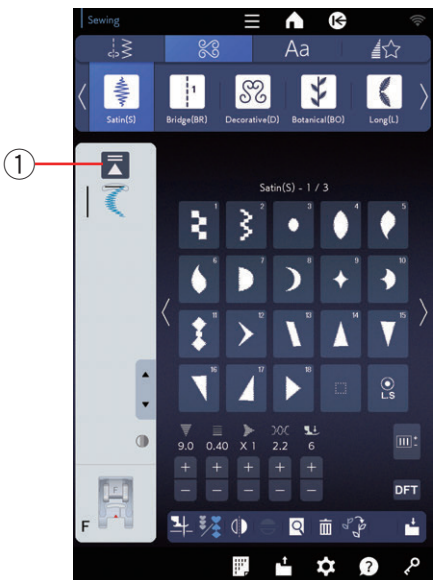 Sewing
Aa
1
Satin(S) Bridge(BR) Decorative(D) Botanical(BO) Long(L)
1
Satin(S) - 1 / 3
1 2 3 4 5
6 7 8 9 10
11 12 13 14 15
16 17 18 L.S
9.0 0.40 X 1 2.2 6
+ + + + +
− − − − − DFT
F
F
?